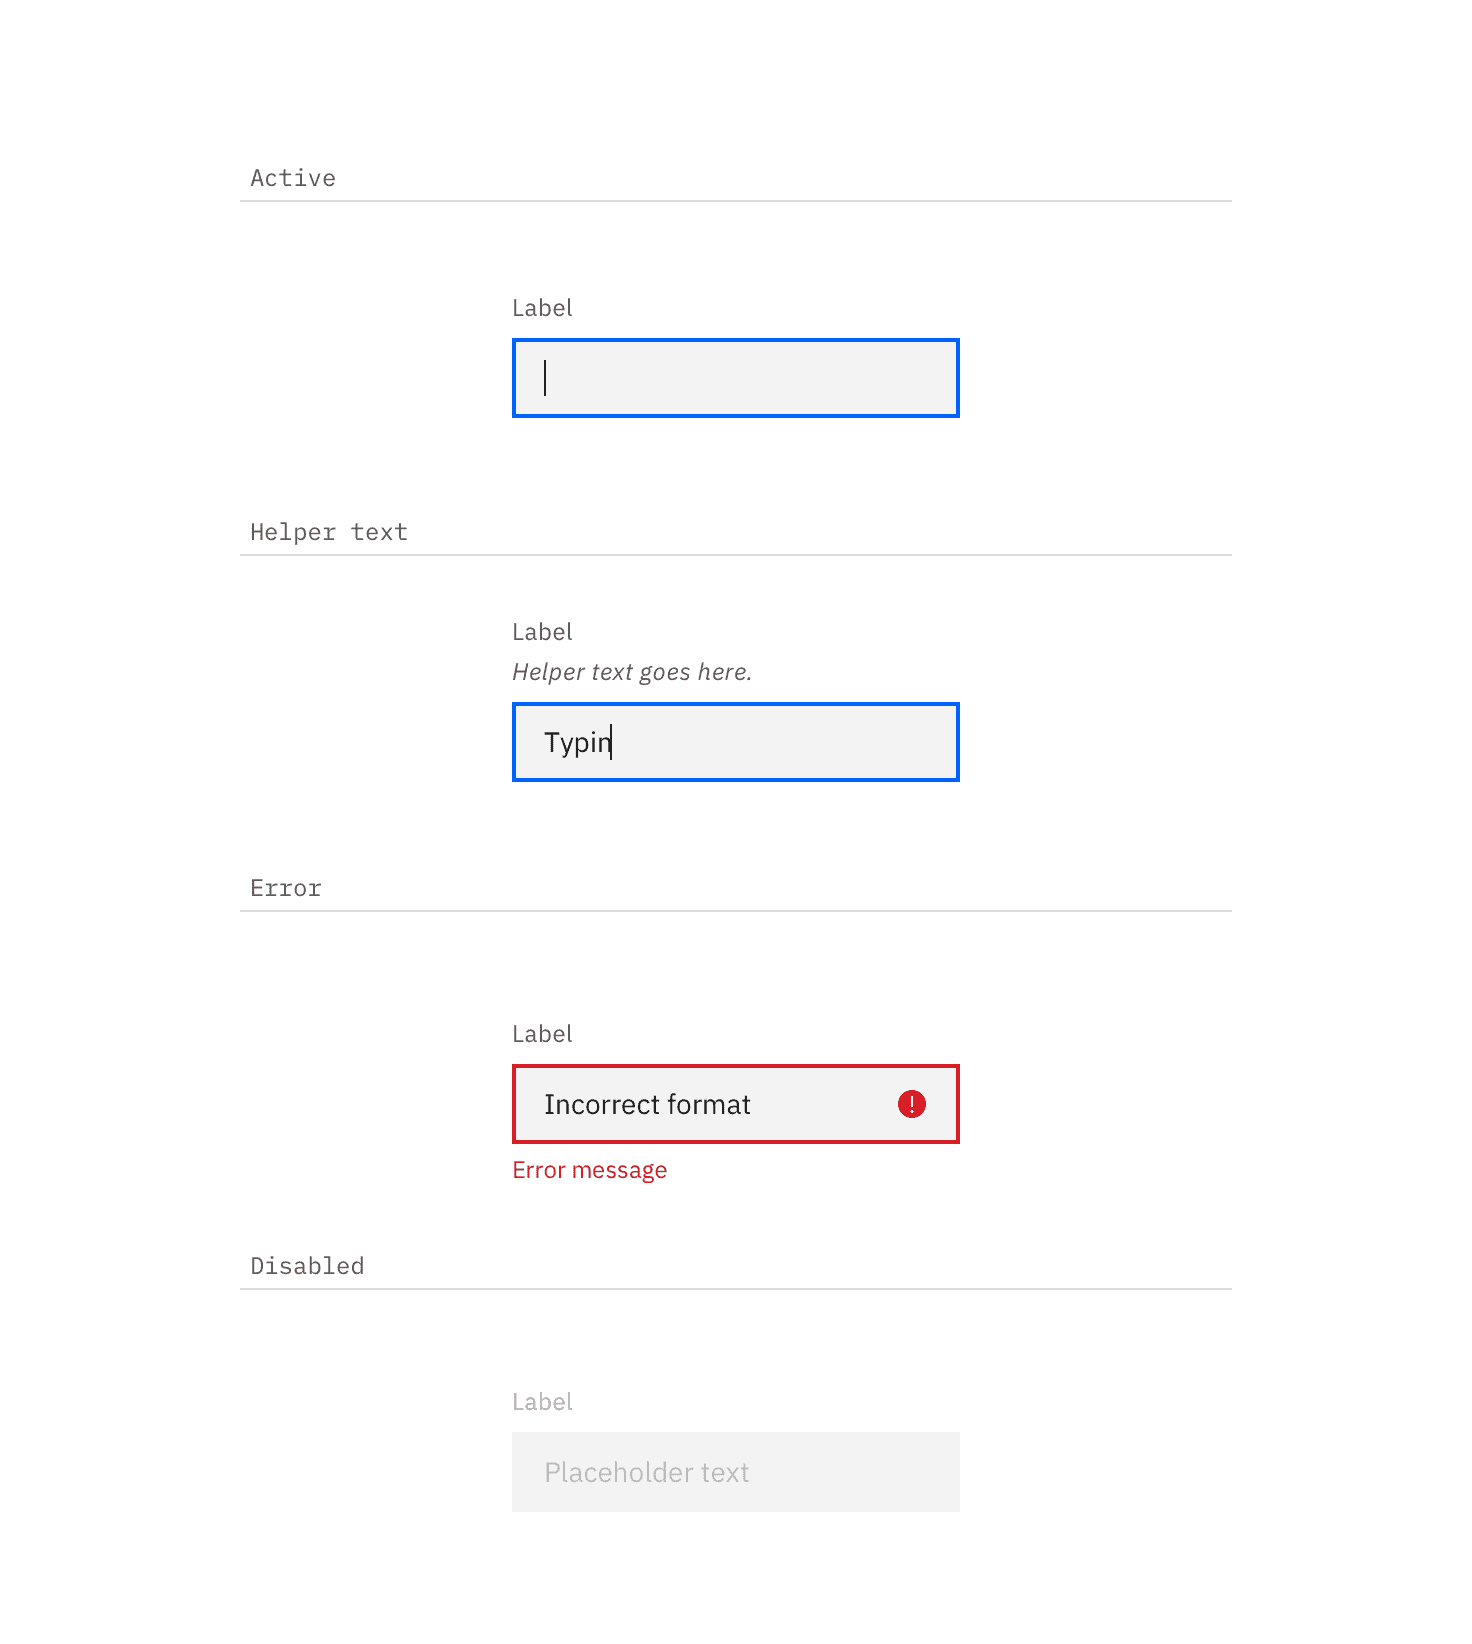 Active
Label
Helper text
Label
Helper text goes here.
Typin
Error
Label
Incorrect format
Error message
Disabled
Label
Placeholder text